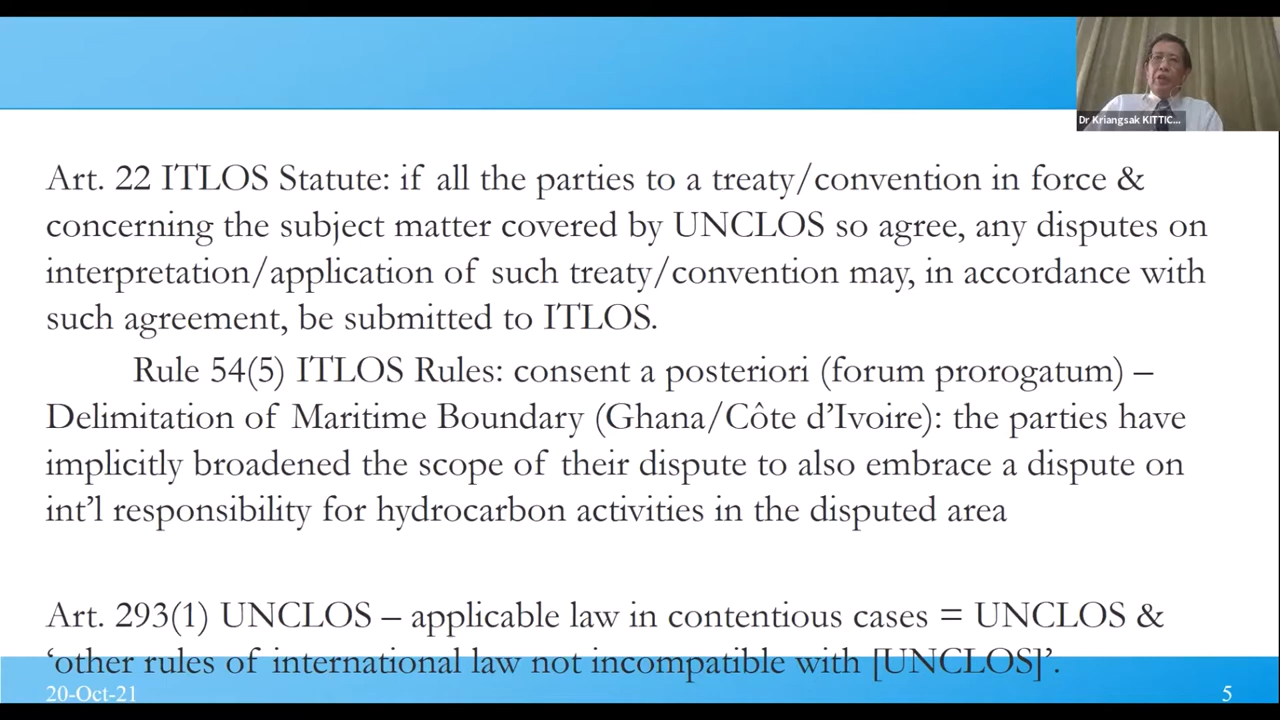 Dr Kriangsak KITTIC...
Art. 22 ITLOS Statute: if all the parties to a treaty/convention in force &
concerning the subject matter covered by UNCLOS so agree, any disputes on
interpretation/application of such treaty/convention may, in accordance with
such agreement, be submitted to ITLOS.
Rule 54(5) ITLOS Rules: consent a posteriori (forum prorogatum) –
Delimitation of Maritime Boundary (Ghana/Côte d’Ivoire): the parties have
implicitly broadened the scope of their dispute to also embrace a dispute on
int’l responsibility for hydrocarbon activities in the disputed area
Art. 293(1) UNCLOS – applicable law in contentious cases = UNCLOS &
‘other rules of international law not incompatible with [UNCLOS]’.
20-Oct-21
5